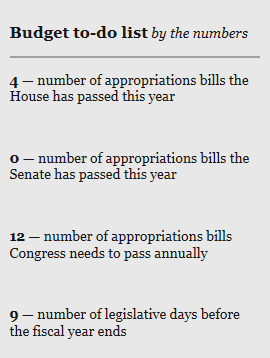 Budget to-do list by the numbers
4 — number of appropriations bills the
House has passed this year
0 — number of appropriations bills the
Senate has passed this year
12 — number of appropriations bills
Congress needs to pass annually
9 — number of legislative days before
the fiscal year ends